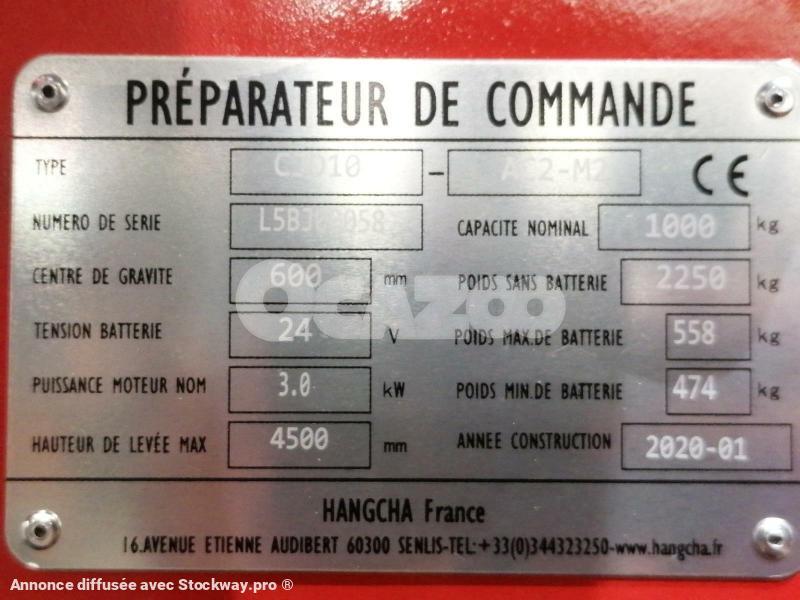 PRÉPARATEUR DE COMMANDE
TYPE - AC2-M2 CE
NUMERO DE SERIE CAPACITE NOMINAL 1000 kg
CENTRE DE GRAVITE 600 mm POIDS SANS BATTERIE 2250 kg
OCAZOO
TENSION BATTERIE 24 V POIDS MAX.DE BATTERIE 558 kg
PUISSANCE MOTEUR NOM 3.0 kW POIDS MIN.DE BATTERIE 474 kg
HAUTEUR DE LEVÉE MAX 4500 mm ANNEE CONSTRUCTION 2020-01
HANGCHA France
16.AVENUE ETIENNE AUDIBERT 60300 SENLIS-TEL:+33(0)344323250-www.hangcha.fr
Annonce diffusée avec Stockway.pro ®